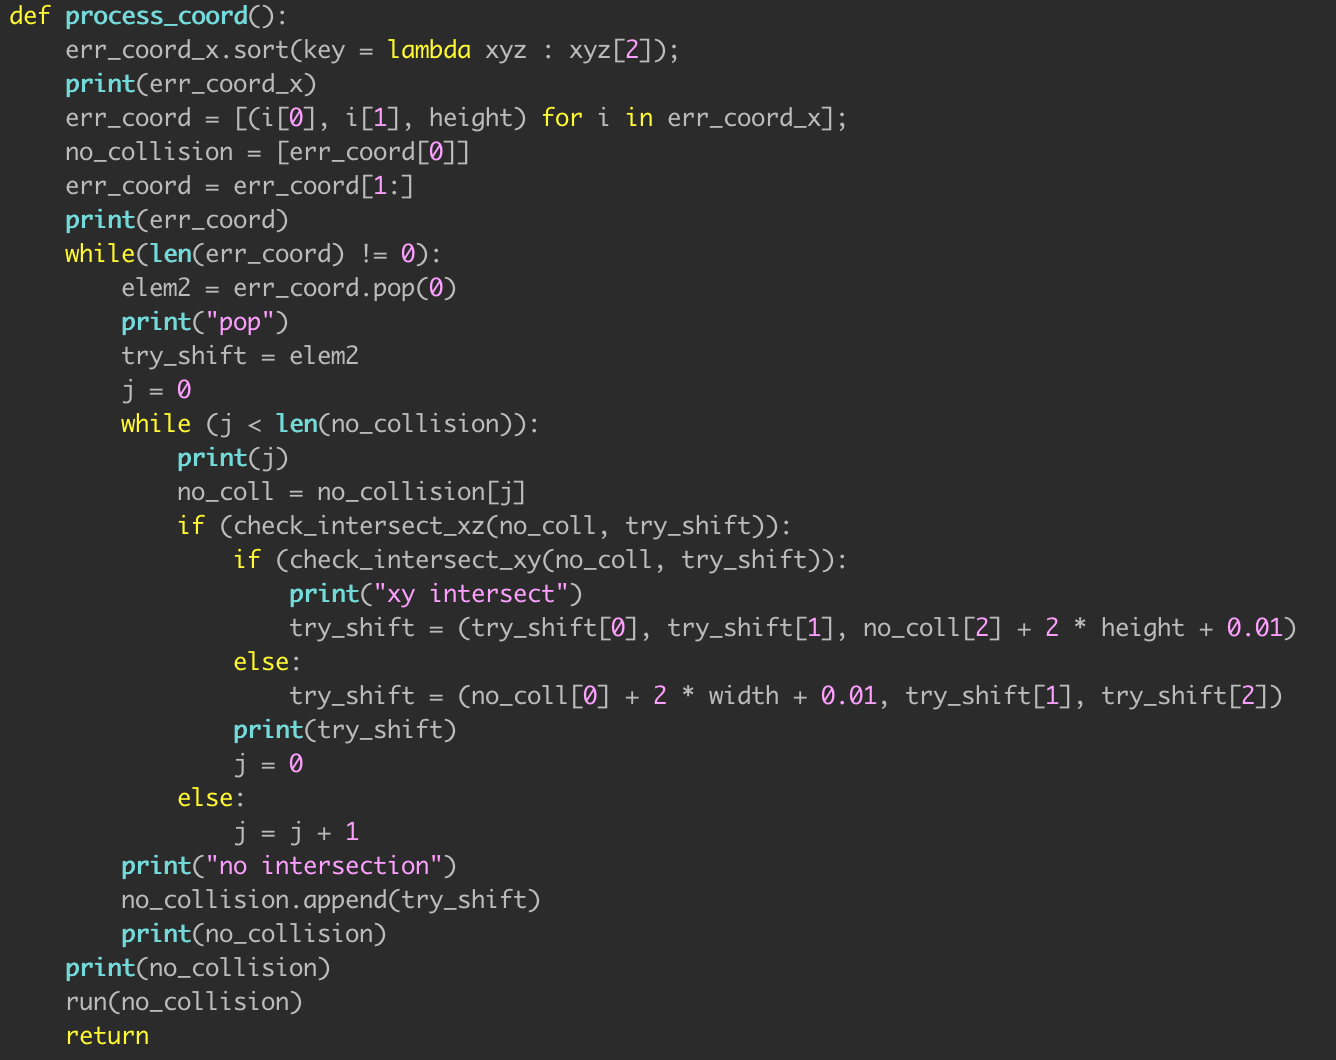 def process_coord():
    err_coord_x.sort(key = lambda xyz : xyz[2]);
    print(err_coord_x)
    err_coord = [(i[0], i[1], height) for i in err_coord_x];
    no_collision = [err_coord[0]]
    err_coord = err_coord[1:]
    print(err_coord)
    while(len(err_coord) != 0):
        elem2 = err_coord.pop(0)
        print("pop")
        try_shift = elem2
        j = 0
        while (j < len(no_collision)):
            print(j)
            no_coll = no_collision[j]
            if (check_intersect_xz(no_coll, try_shift)):
                if (check_intersect_xy(no_coll, try_shift)):
                    print("xy intersect")
                    try_shift = (try_shift[0], try_shift[1], no_coll[2] + 2 * height + 0.01)
                else:
                    try_shift = (no_coll[0] + 2 * width + 0.01, try_shift[1], try_shift[2])
                print(try_shift)
                j = 0
            else:
                j = j + 1
        print("no intersection")
        no_collision.append(try_shift)
        print(no_collision)
    print(no_collision)
    run(no_collision)
    return